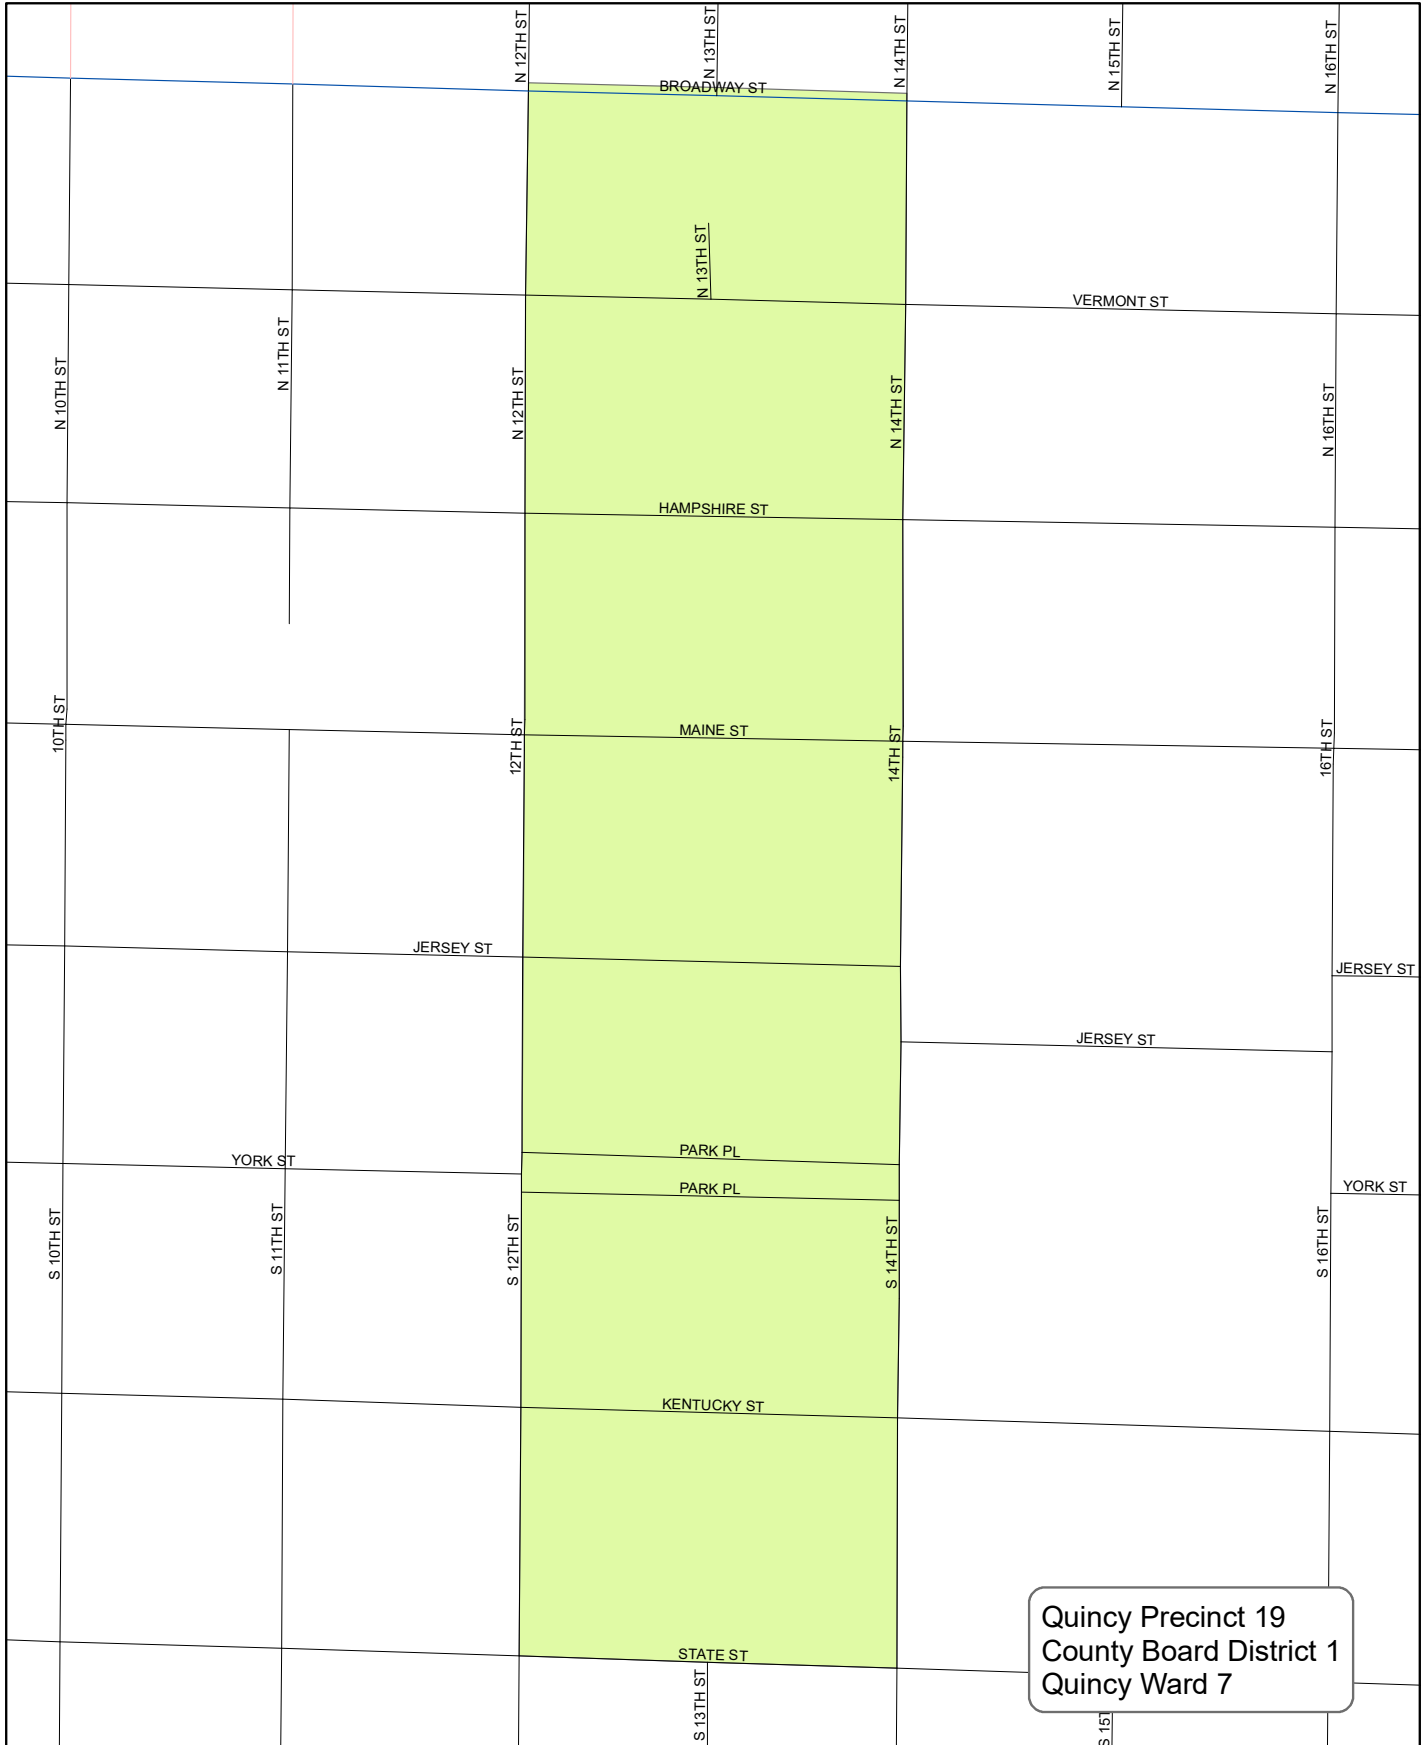 N 12TH ST
N 13TH ST
N 14TH ST
N 15TH ST
N 16TH ST
BROADWAY ST
N 13TH ST
VERMONT ST
N 10TH ST
N 11TH ST
N 12TH ST
N 14TH ST
N 16TH ST
HAMPSHIRE ST
10TH ST
12TH ST
MAINE ST
14TH ST
16TH ST
JERSEY ST
JERSEY ST
JERSEY ST
PARK PL
YORK ST
PARK PL
YORK ST
S 10TH ST
S 11TH ST
S 12TH ST
S 14TH ST
S 16TH ST
KENTUCKY ST
STATE ST
S 13TH ST
S 15T
Quincy Precinct 19
County Board District 1
Quincy Ward 7